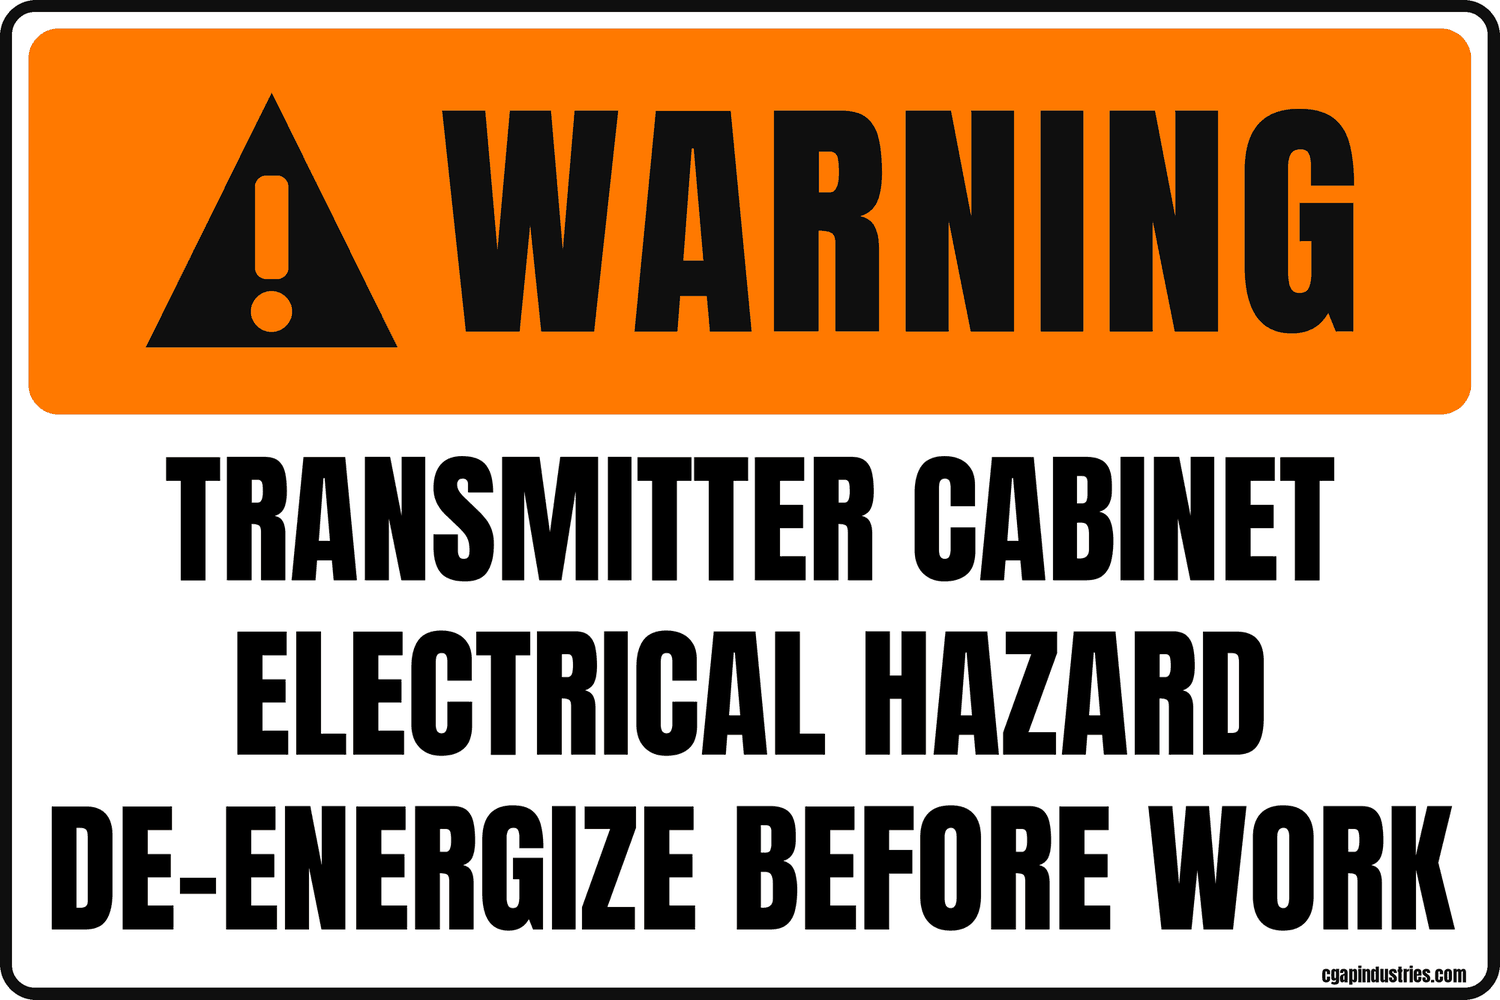 WARNING
TRANSMITTER CABINET
ELECTRICAL HAZARD
DE-ENERGIZE BEFORE WORK
cgapindustries.com